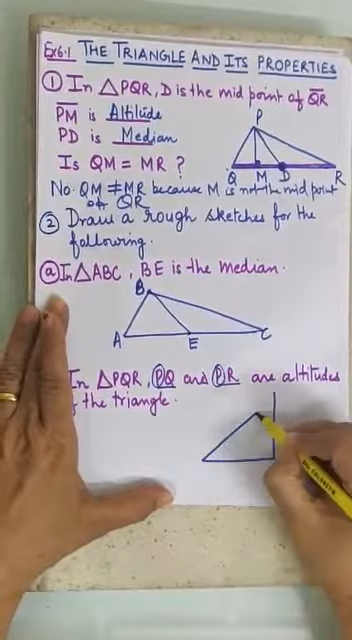 Ex6.1 THE TRIANGLE AND ITS PROPERTIES
① In △PQR, D is the mid point of QR
PM is Altitude
PD is Median
Is QM = MR ?
No. QM ≠ MR because M is not the mid point
of QR
P
Q M D R
② Draw a rough sketches for the
following.
ⓐ In △ABC, BE is the median.
B
A E C
In △PQR, PQ and PR are altitudes
the triangle.